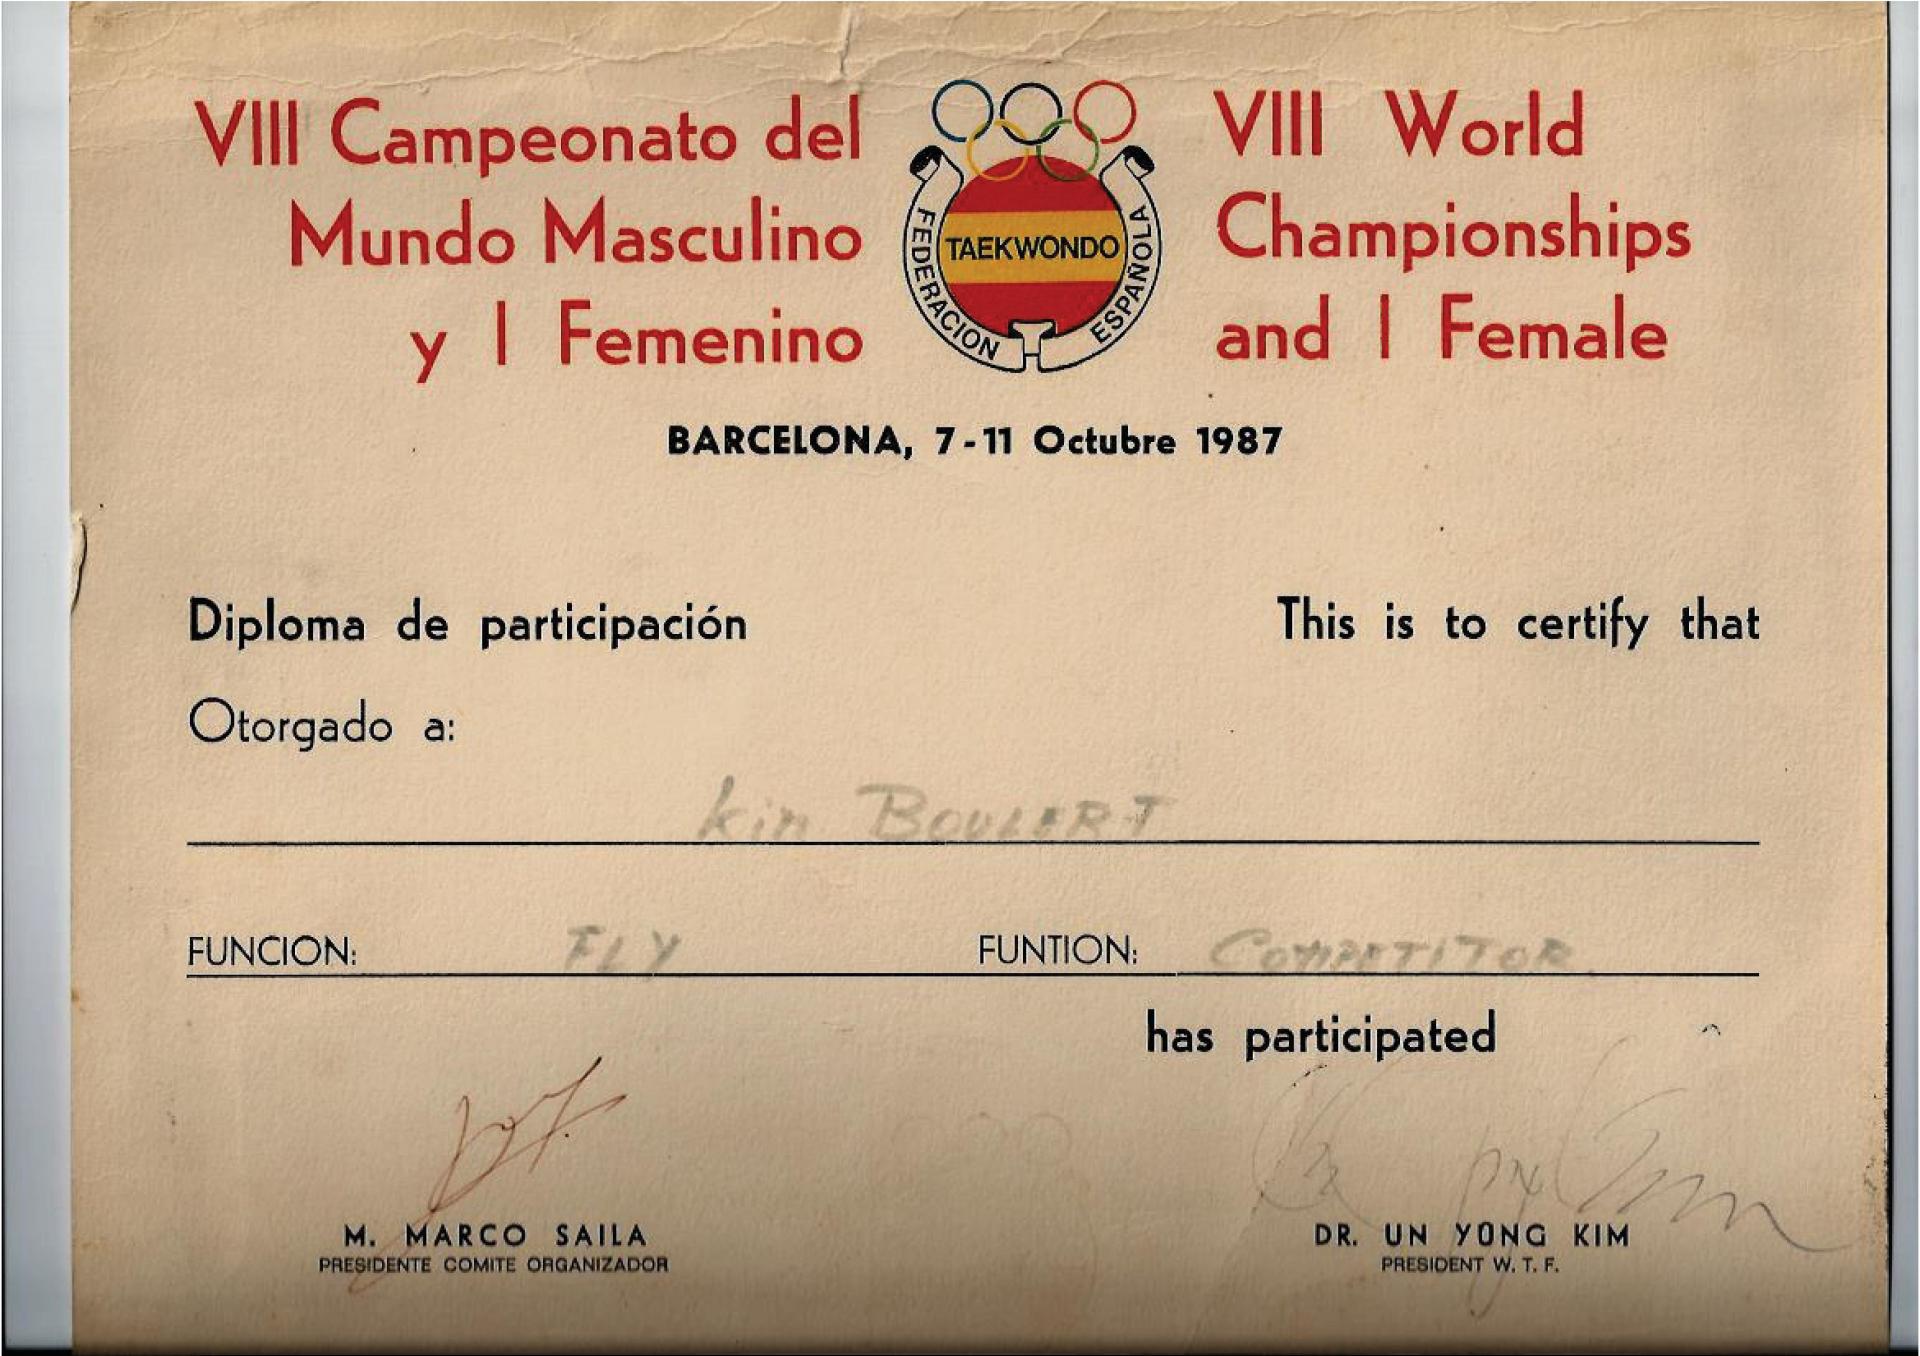 VIII Campeonato del
Mundo Masculino
y I Femenino
FEDERACION ESPAÑOLA
TAEKWONDO
VIII World
Championships
and I Female
BARCELONA, 7-11 Octubre 1987
Diploma de participación
This is to certify that
Otorgado a:
Kim BOULERT
FUNCION: FLY FUNTION: COMPETITOR
has participated
M. MARCO SAILA
PRESIDENTE COMITE ORGANIZADOR
DR. UN YONG KIM
PRESIDENT W. T. F.